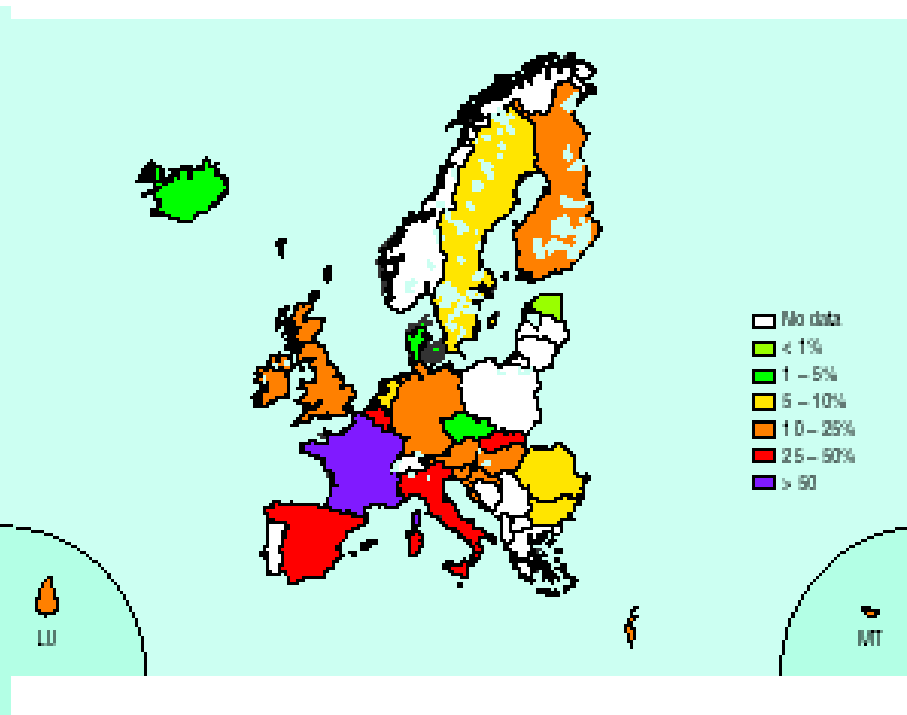 No data
< 1%
1 – 5%
5 – 10%
10 – 25%
25 – 50%
> 50
LU
MT